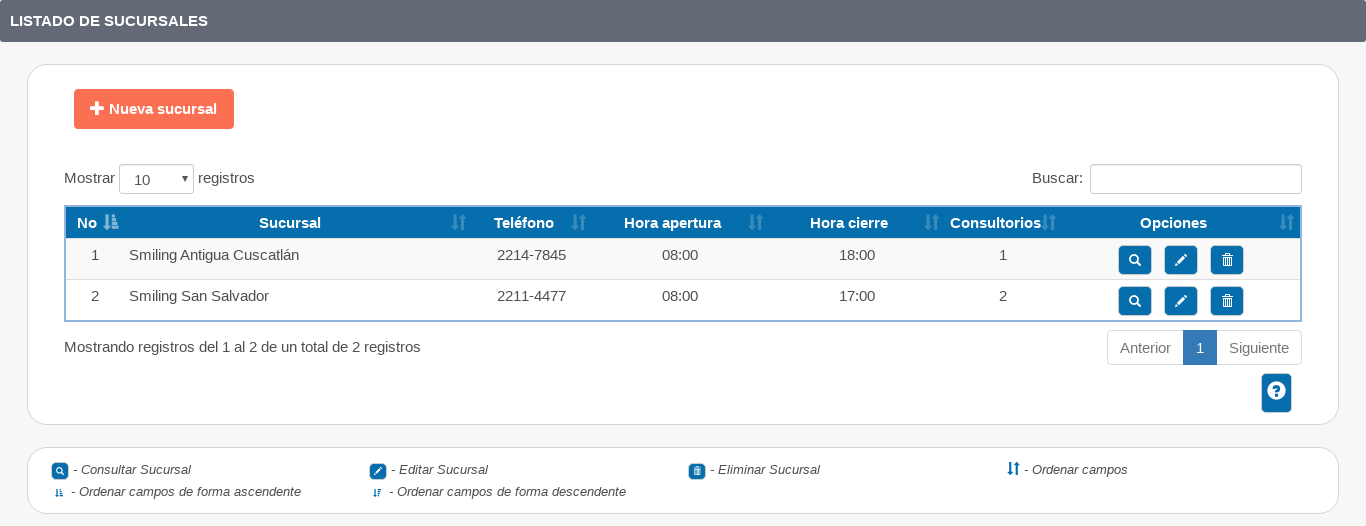 LISTADO DE SUCURSALES
Nueva sucursal
Mostrar 10 registros
Buscar:
No Sucursal Teléfono Hora apertura Hora cierre Consultorios Opciones
1 Smiling Antigua Cuscatlán 2214-7845 08:00 18:00 1
2 Smiling San Salvador 2211-4477 08:00 17:00 2
Mostrando registros del 1 al 2 de un total de 2 registros
Anterior 1 Siguiente
?
- Consultar Sucursal - Editar Sucursal - Eliminar Sucursal - Ordenar campos
- Ordenar campos de forma ascendente - Ordenar campos de forma descendente